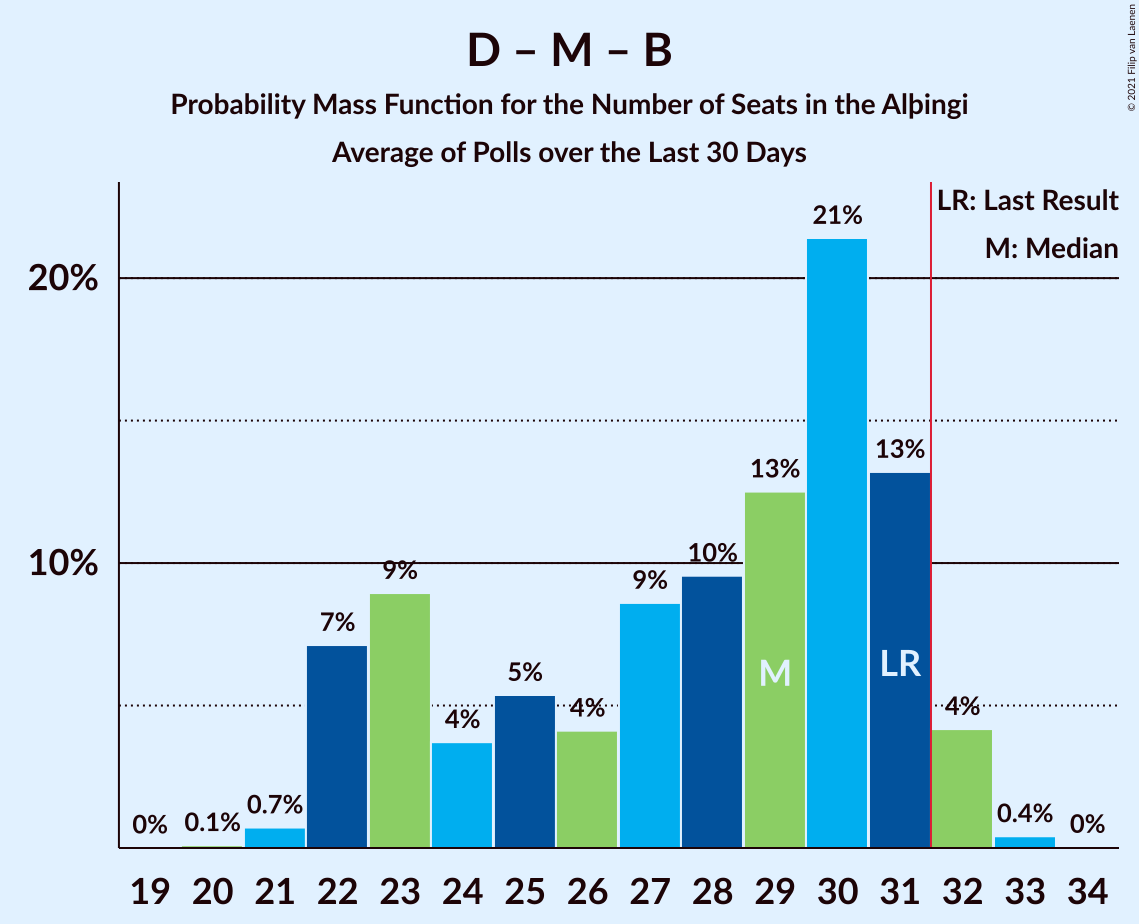 D – M – B
Probability Mass Function for the Number of Seats in the Alþingi
Average of Polls over the Last 30 Days
© 2021 Filip van Laenen
LR: Last Result
M: Median
20%
10%
0%
0.1%
0.7%
7%
9%
4%
5%
4%
9%
10%
13%
21%
13%
4%
0.4%
0%
M
LR
19 20 21 22 23 24 25 26 27 28 29 30 31 32 33 34